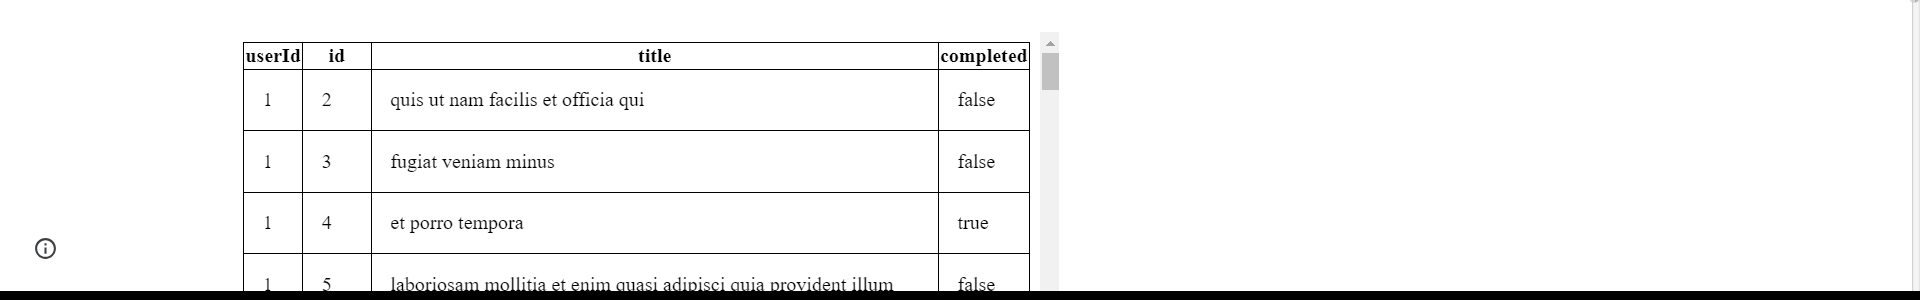 userId id title completed
1 2 quis ut nam facilis et officia qui false
1 3 fugiat veniam minus false
1 4 et porro tempora true
1 5 laboriosam mollitia et enim quasi adipisci quia provident illum false